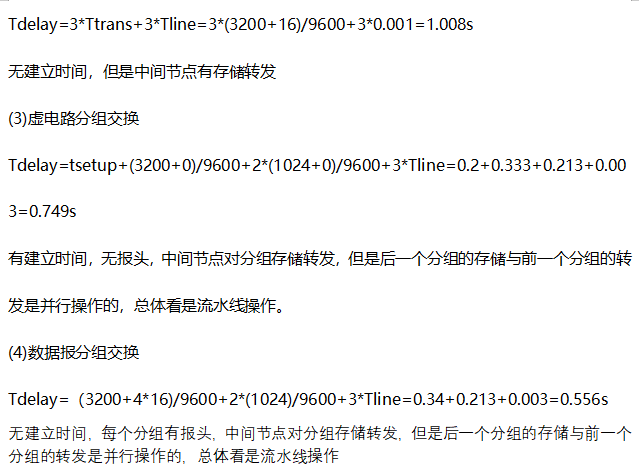 Tdelay=3*Ttrans+3*Tline=3*(3200+16)/9600+3*0.001=1.008s
无建立时间，但是中间节点有存储转发
(3)虚电路分组交换
Tdelay=tsetup+(3200+0)/9600+2*(1024+0)/9600+3*Tline=0.2+0.333+0.213+0.00
3=0.749s
有建立时间，无报头，中间节点对分组存储转发，但是后一个分组的存储与前一个分组的转
发是并行操作的，总体看是流水线操作。
(4)数据报分组交换
Tdelay=（3200+4*16)/9600+2*(1024)/9600+3*Tline=0.34+0.213+0.003=0.556s
无建立时间，每个分组有报头，中间节点对分组存储转发，但是后一个分组的存储与前一个
分组的转发是并行操作的，总体看是流水线操作